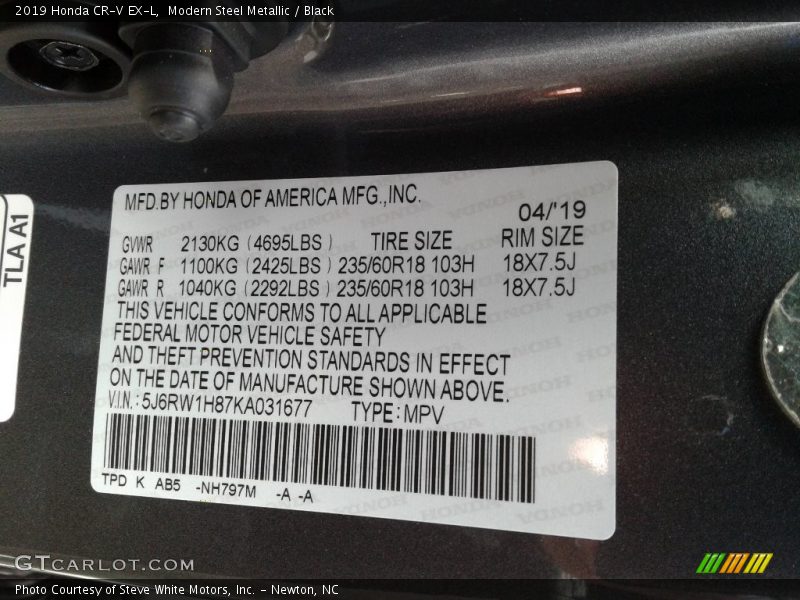 2019 Honda CR-V EX-L,  Modern Steel Metallic / Black
TLA A1
MFD.BY HONDA OF AMERICA MFG.,INC.
04/'19
GVWR 2130KG (4695LBS) TIRE SIZE RIM SIZE
GAWR F 1100KG (2425LBS) 235/60R18 103H 18X7.5J
GAWR R 1040KG (2292LBS) 235/60R18 103H 18X7.5J
THIS VEHICLE CONFORMS TO ALL APPLICABLE
FEDERAL MOTOR VEHICLE SAFETY
AND THEFT PREVENTION STANDARDS IN EFFECT
ON THE DATE OF MANUFACTURE SHOWN ABOVE.
V.I.N.: 5J6RW1H87KA031677 TYPE: MPV
TPD K AB5 -NH797M -A -A
GTCARLOT.COM
Photo Courtesy of Steve White Motors, Inc. – Newton, NC